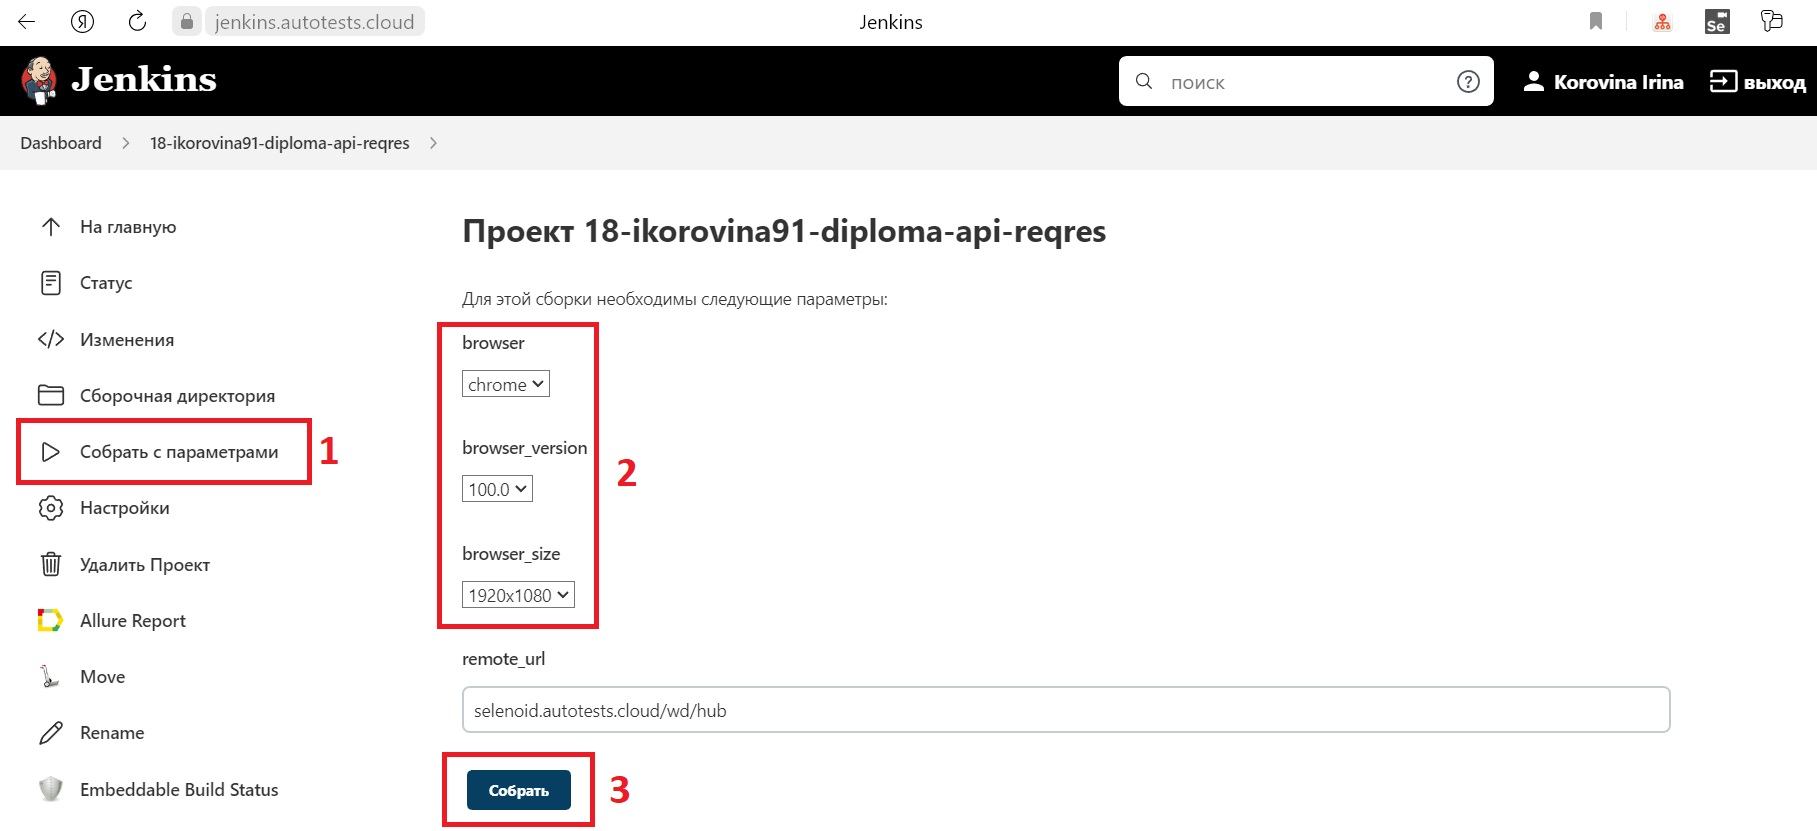 jenkins.autotests.cloud
Jenkins
Se
Jenkins
поиск
?
Korovina Irina
выход
Dashboard
18-ikorovina91-diploma-api-reqres
На главную
Статус
Изменения
Сборочная директория
Собрать с параметрами
1
Настройки
Удалить Проект
Allure Report
Move
Rename
Embeddable Build Status
Проект 18-ikorovina91-diploma-api-reqres
Для этой сборки необходимы следующие параметры:
browser
chrome
browser_version
100.0
2
browser_size
1920x1080
remote_url
selenoid.autotests.cloud/wd/hub
Собрать
3